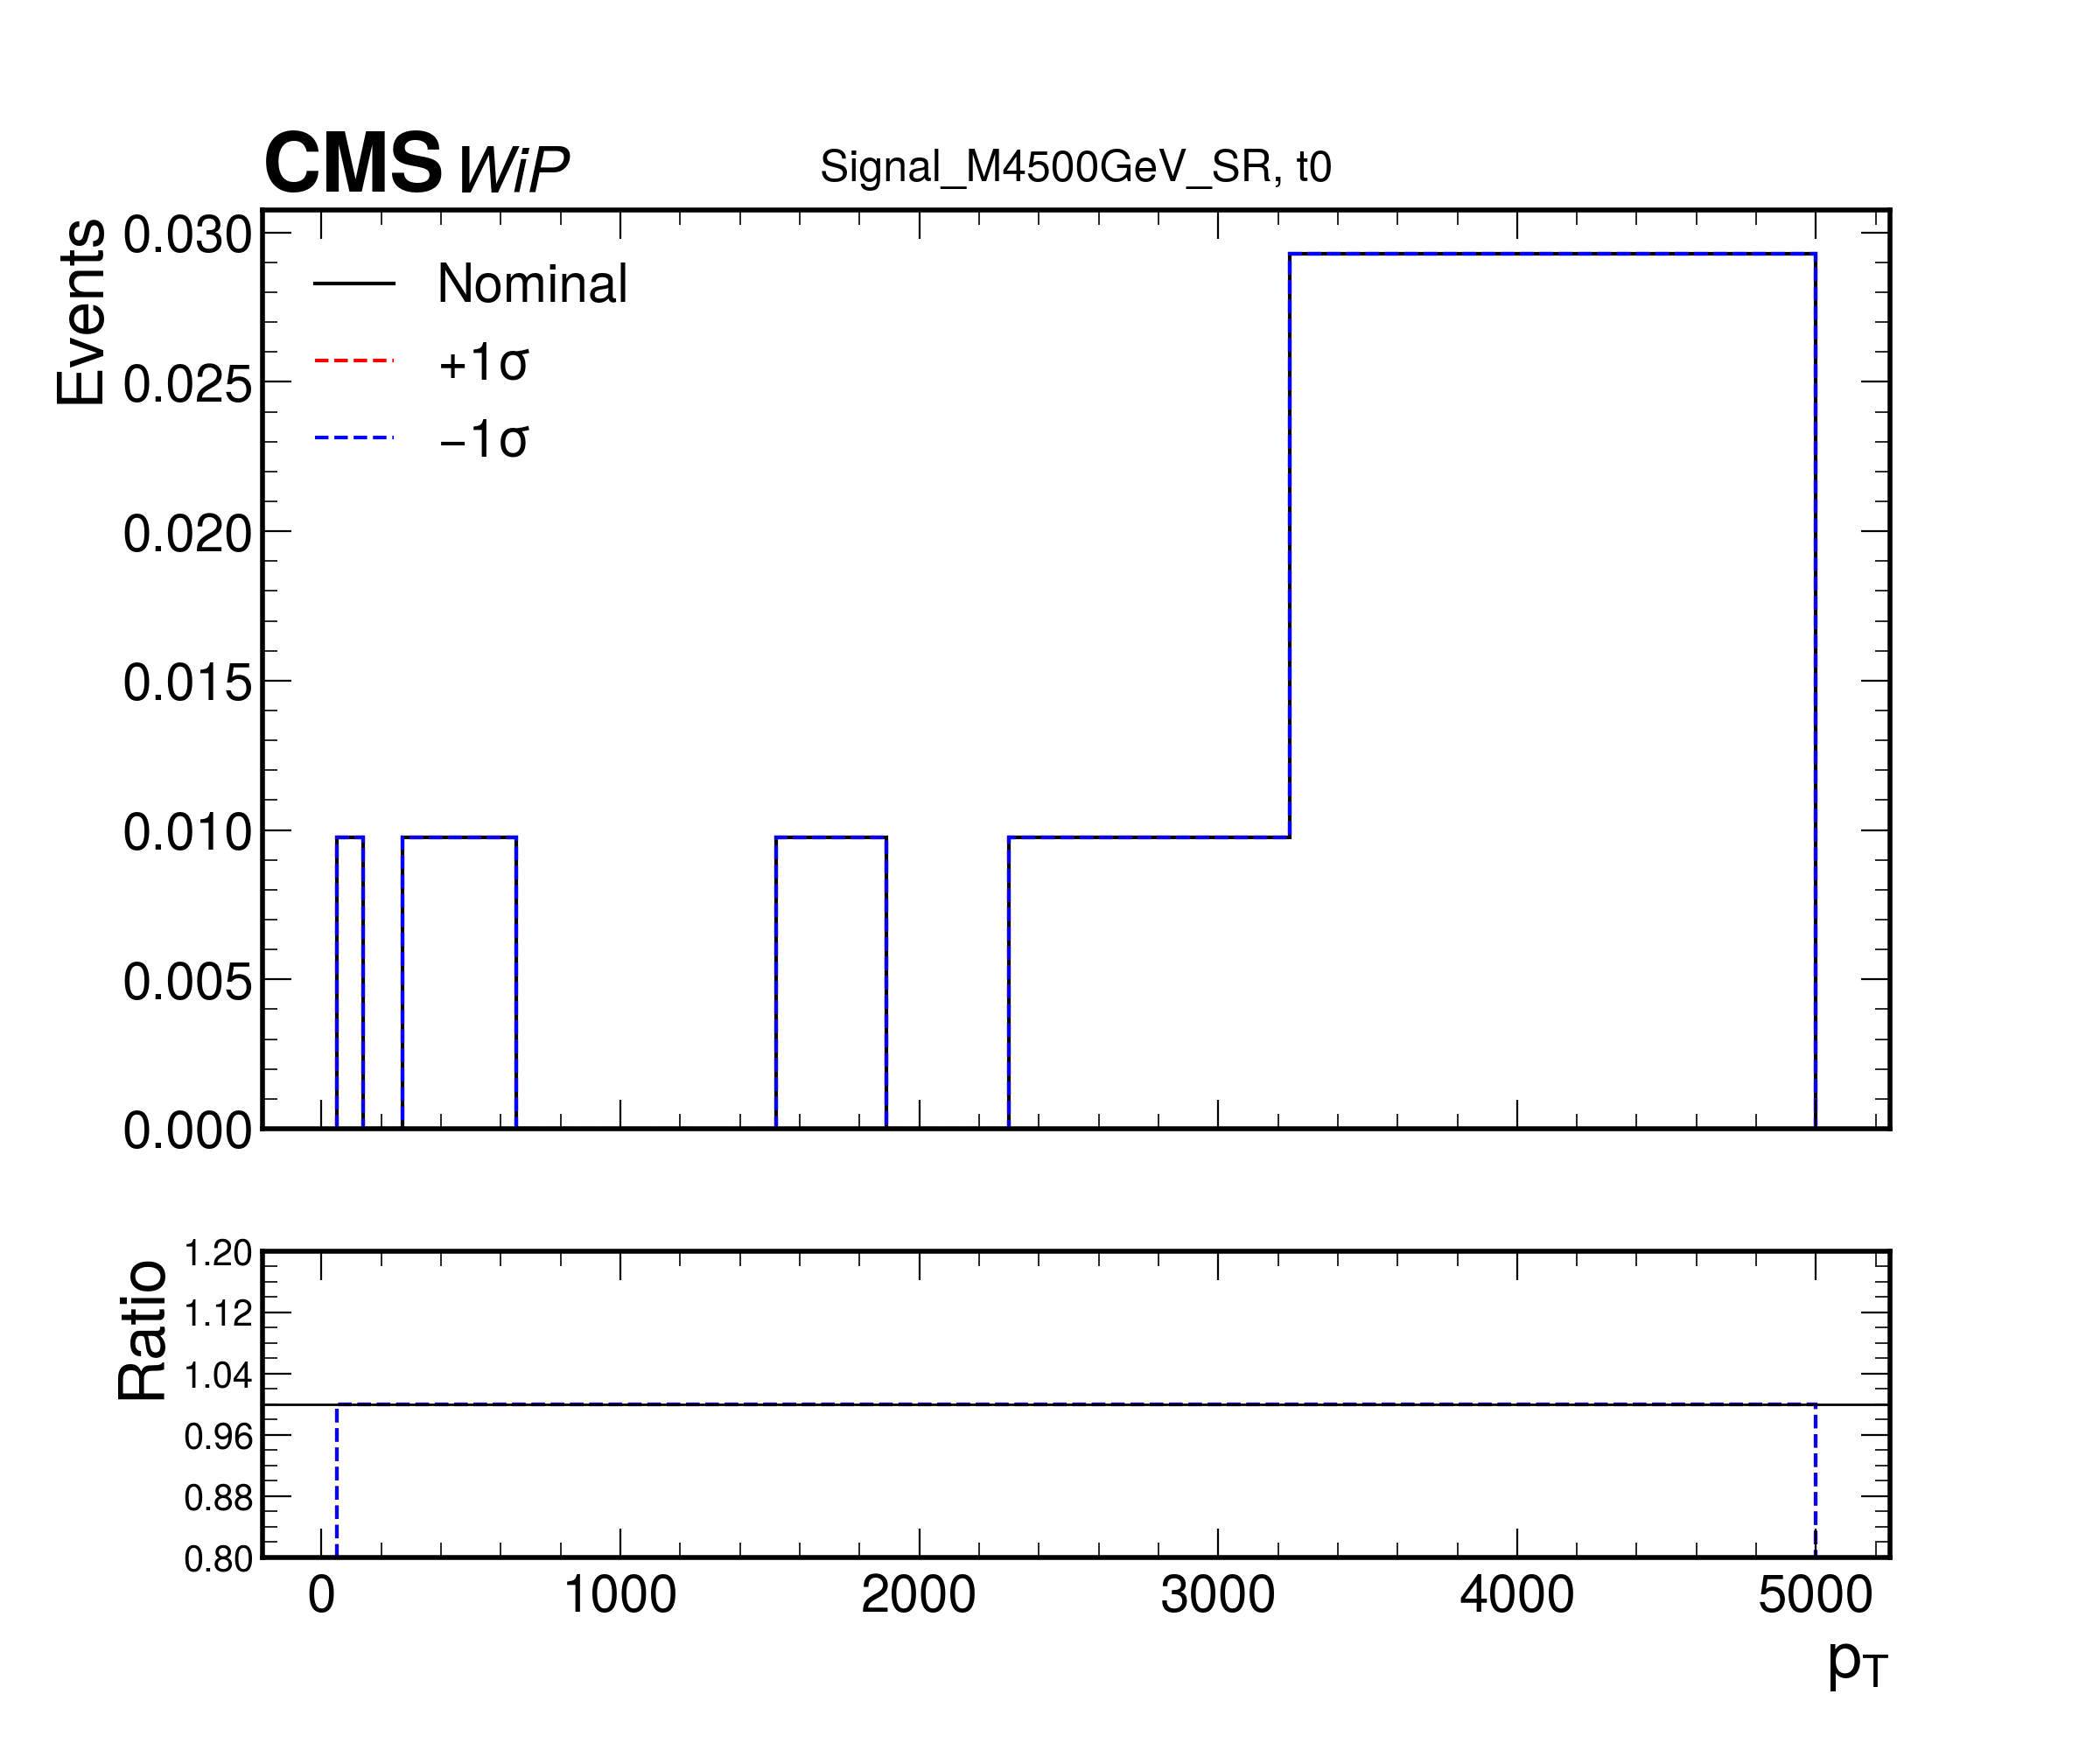 CMS WiP Signal_M4500GeV_SR, t0
Events
0.030
0.025
0.020
0.015
0.010
0.005
0.000
Nominal
+1σ
−1σ
Ratio
1.20
1.12
1.04
0.96
0.88
0.80
0 1000 2000 3000 4000 5000
pT